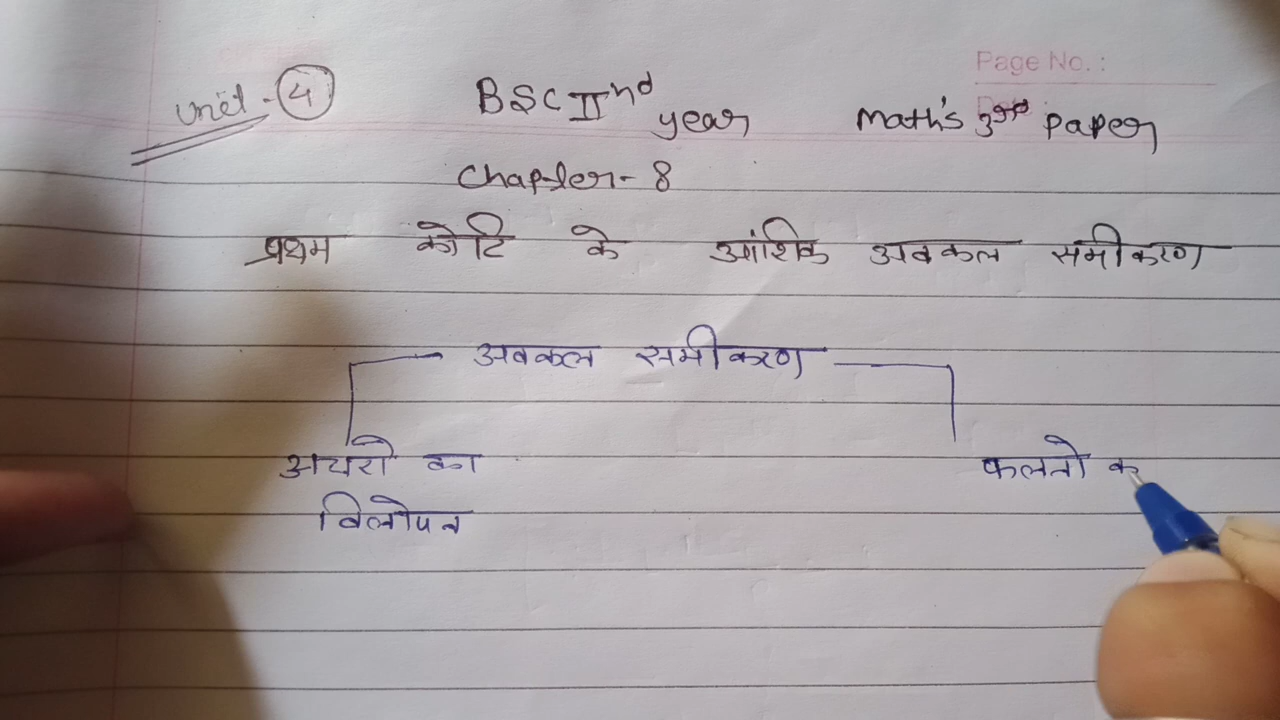 Page No. :
Unit - 4
BSC IInd year Math's 3rd paper
Chapter - 8
प्रथम कोटि के आंशिक अवकल समीकरण
अवकल समीकरण
अचरो का फलनो क
विलोपन